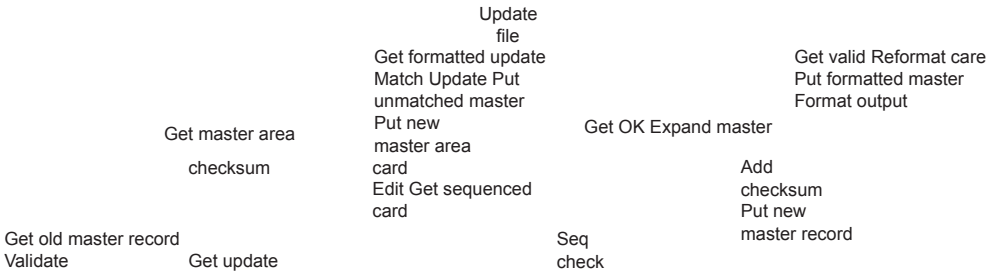 Update
file
Get formatted update
Match Update Put
unmatched master
Put new
master area
card
Edit Get sequenced
card
Get valid Reformat care
Put formatted master
Format output
Get master area
checksum
Get OK Expand master
Add
checksum
Put new
master record
Get old master record
Validate
Get update
Seq
check